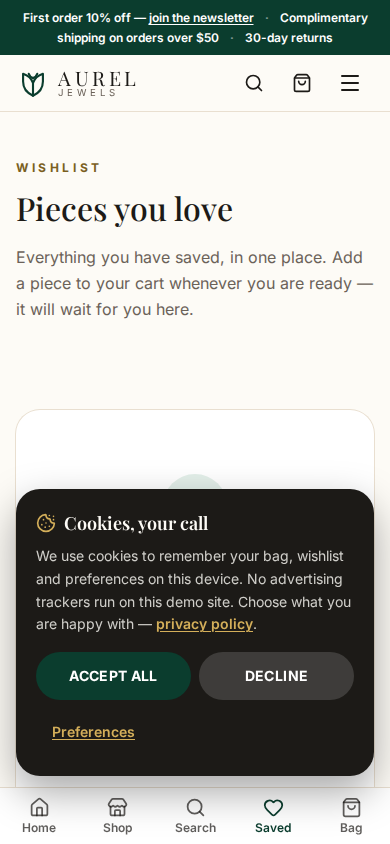 First order 10% off — join the newsletter · Complimentary
shipping on orders over $50 · 30-day returns
AUREL
JEWELS
WISHLIST
Pieces you love
Everything you have saved, in one place. Add
a piece to your cart whenever you are ready —
it will wait for you here.
Cookies, your call
We use cookies to remember your bag, wishlist
and preferences on this device. No advertising
trackers run on this demo site. Choose what you
are happy with — privacy policy.
ACCEPT ALL DECLINE
Preferences
Home Shop Search Saved Bag